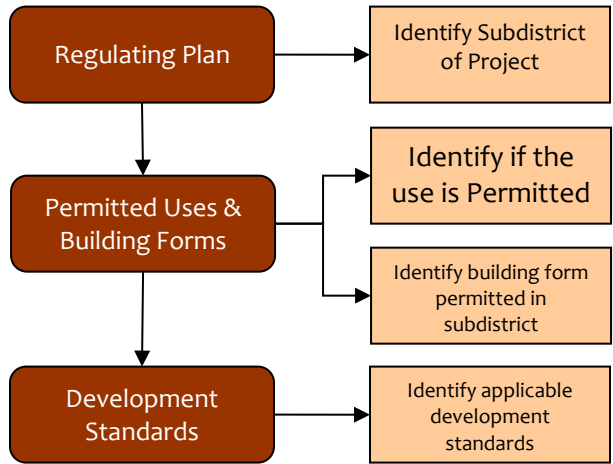 Regulating Plan
Identify Subdistrict
of Project
Permitted Uses &
Building Forms
Identify if the
use is Permitted
Identify building form
permitted in
subdistrict
Development
Standards
Identify applicable
development
standards